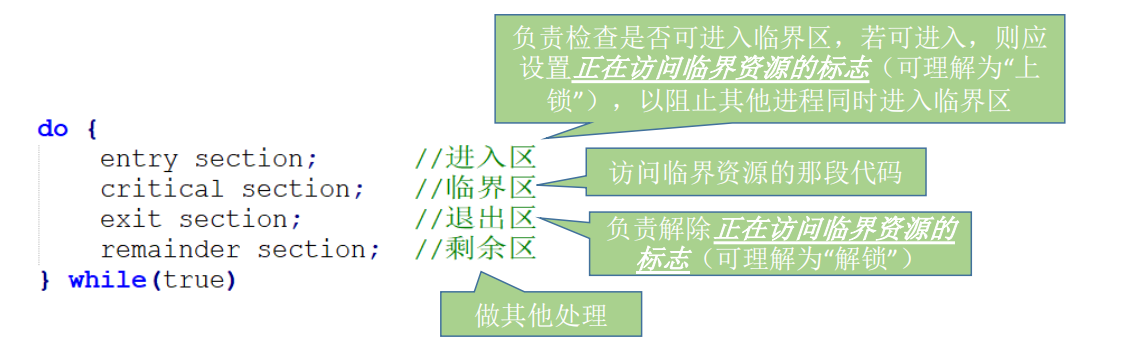 负责检查是否可进入临界区，若可进入，则应
设置正在访问临界资源的标志（可理解为“上
锁”），以阻止其他进程同时进入临界区
do {
entry section; //进入区
critical section; //临界区
exit section; //退出区
remainder section; //剩余区
} while(true)
访问临界资源的那段代码
负责解除正在访问临界资源的
标志（可理解为“解锁”）
做其他处理